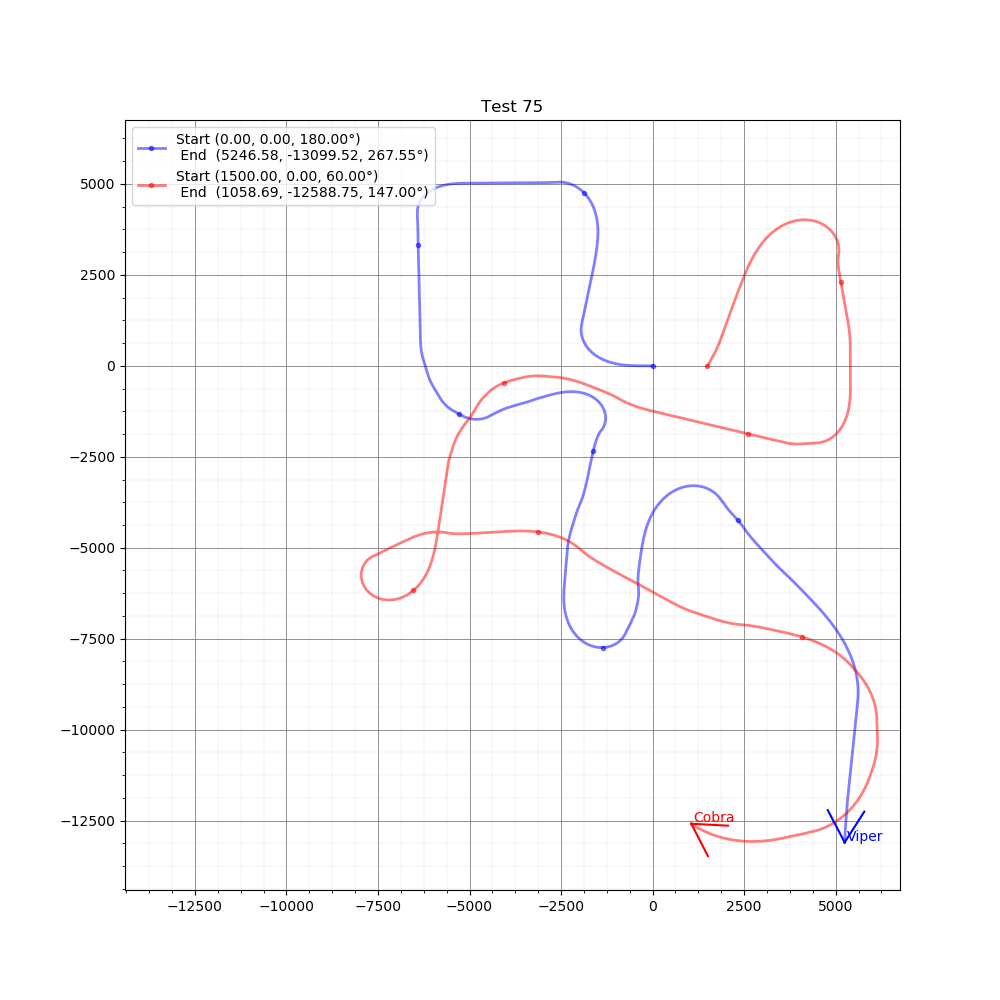 Test 75
Start (0.00, 0.00, 180.00°)
End (5246.58, -13099.52, 267.55°)
Start (1500.00, 0.00, 60.00°)
End (1058.69, -12588.75, 147.00°)
5000
2500
0
−2500
−5000
−7500
−10000
−12500
Cobra
Viper
−12500 −10000 −7500 −5000 −2500 0 2500 5000